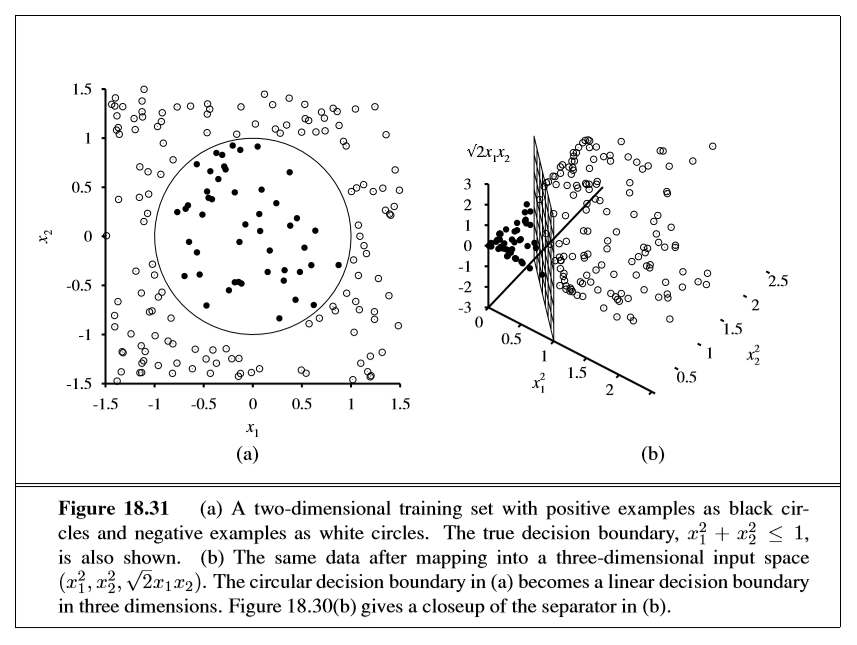 1.5
1
0.5
0
-0.5
-1
-1.5
x₂
-1.5 -1 -0.5 0 0.5 1 1.5
x₁
(a)
√2x₁x₂
3
2
1
0
-1
-2
-3
0
0.5
1
1.5
2
x₁²
0.5
1
1.5
2
2.5
x₂²
(b)
Figure 18.31 (a) A two-dimensional training set with positive examples as black cir-
cles and negative examples as white circles. The true decision boundary, x₁² + x₂² ≤ 1,
is also shown. (b) The same data after mapping into a three-dimensional input space
(x₁², x₂², √2x₁x₂). The circular decision boundary in (a) becomes a linear decision boundary
in three dimensions. Figure 18.30(b) gives a closeup of the separator in (b).